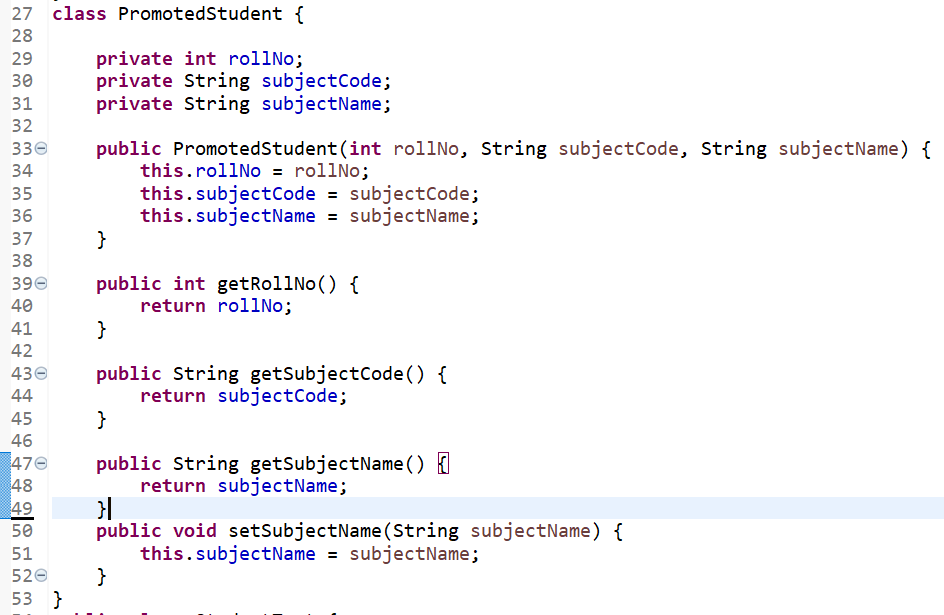 27 class PromotedStudent {
28
29 private int rollNo;
30 private String subjectCode;
31 private String subjectName;
32
33 public PromotedStudent(int rollNo, String subjectCode, String subjectName) {
34 this.rollNo = rollNo;
35 this.subjectCode = subjectCode;
36 this.subjectName = subjectName;
37 }
38
39 public int getRollNo() {
40 return rollNo;
41 }
42
43 public String getSubjectCode() {
44 return subjectCode;
45 }
46
47 public String getSubjectName() {
48 return subjectName;
49 }
50 public void setSubjectName(String subjectName) {
51 this.subjectName = subjectName;
52 }
53 }